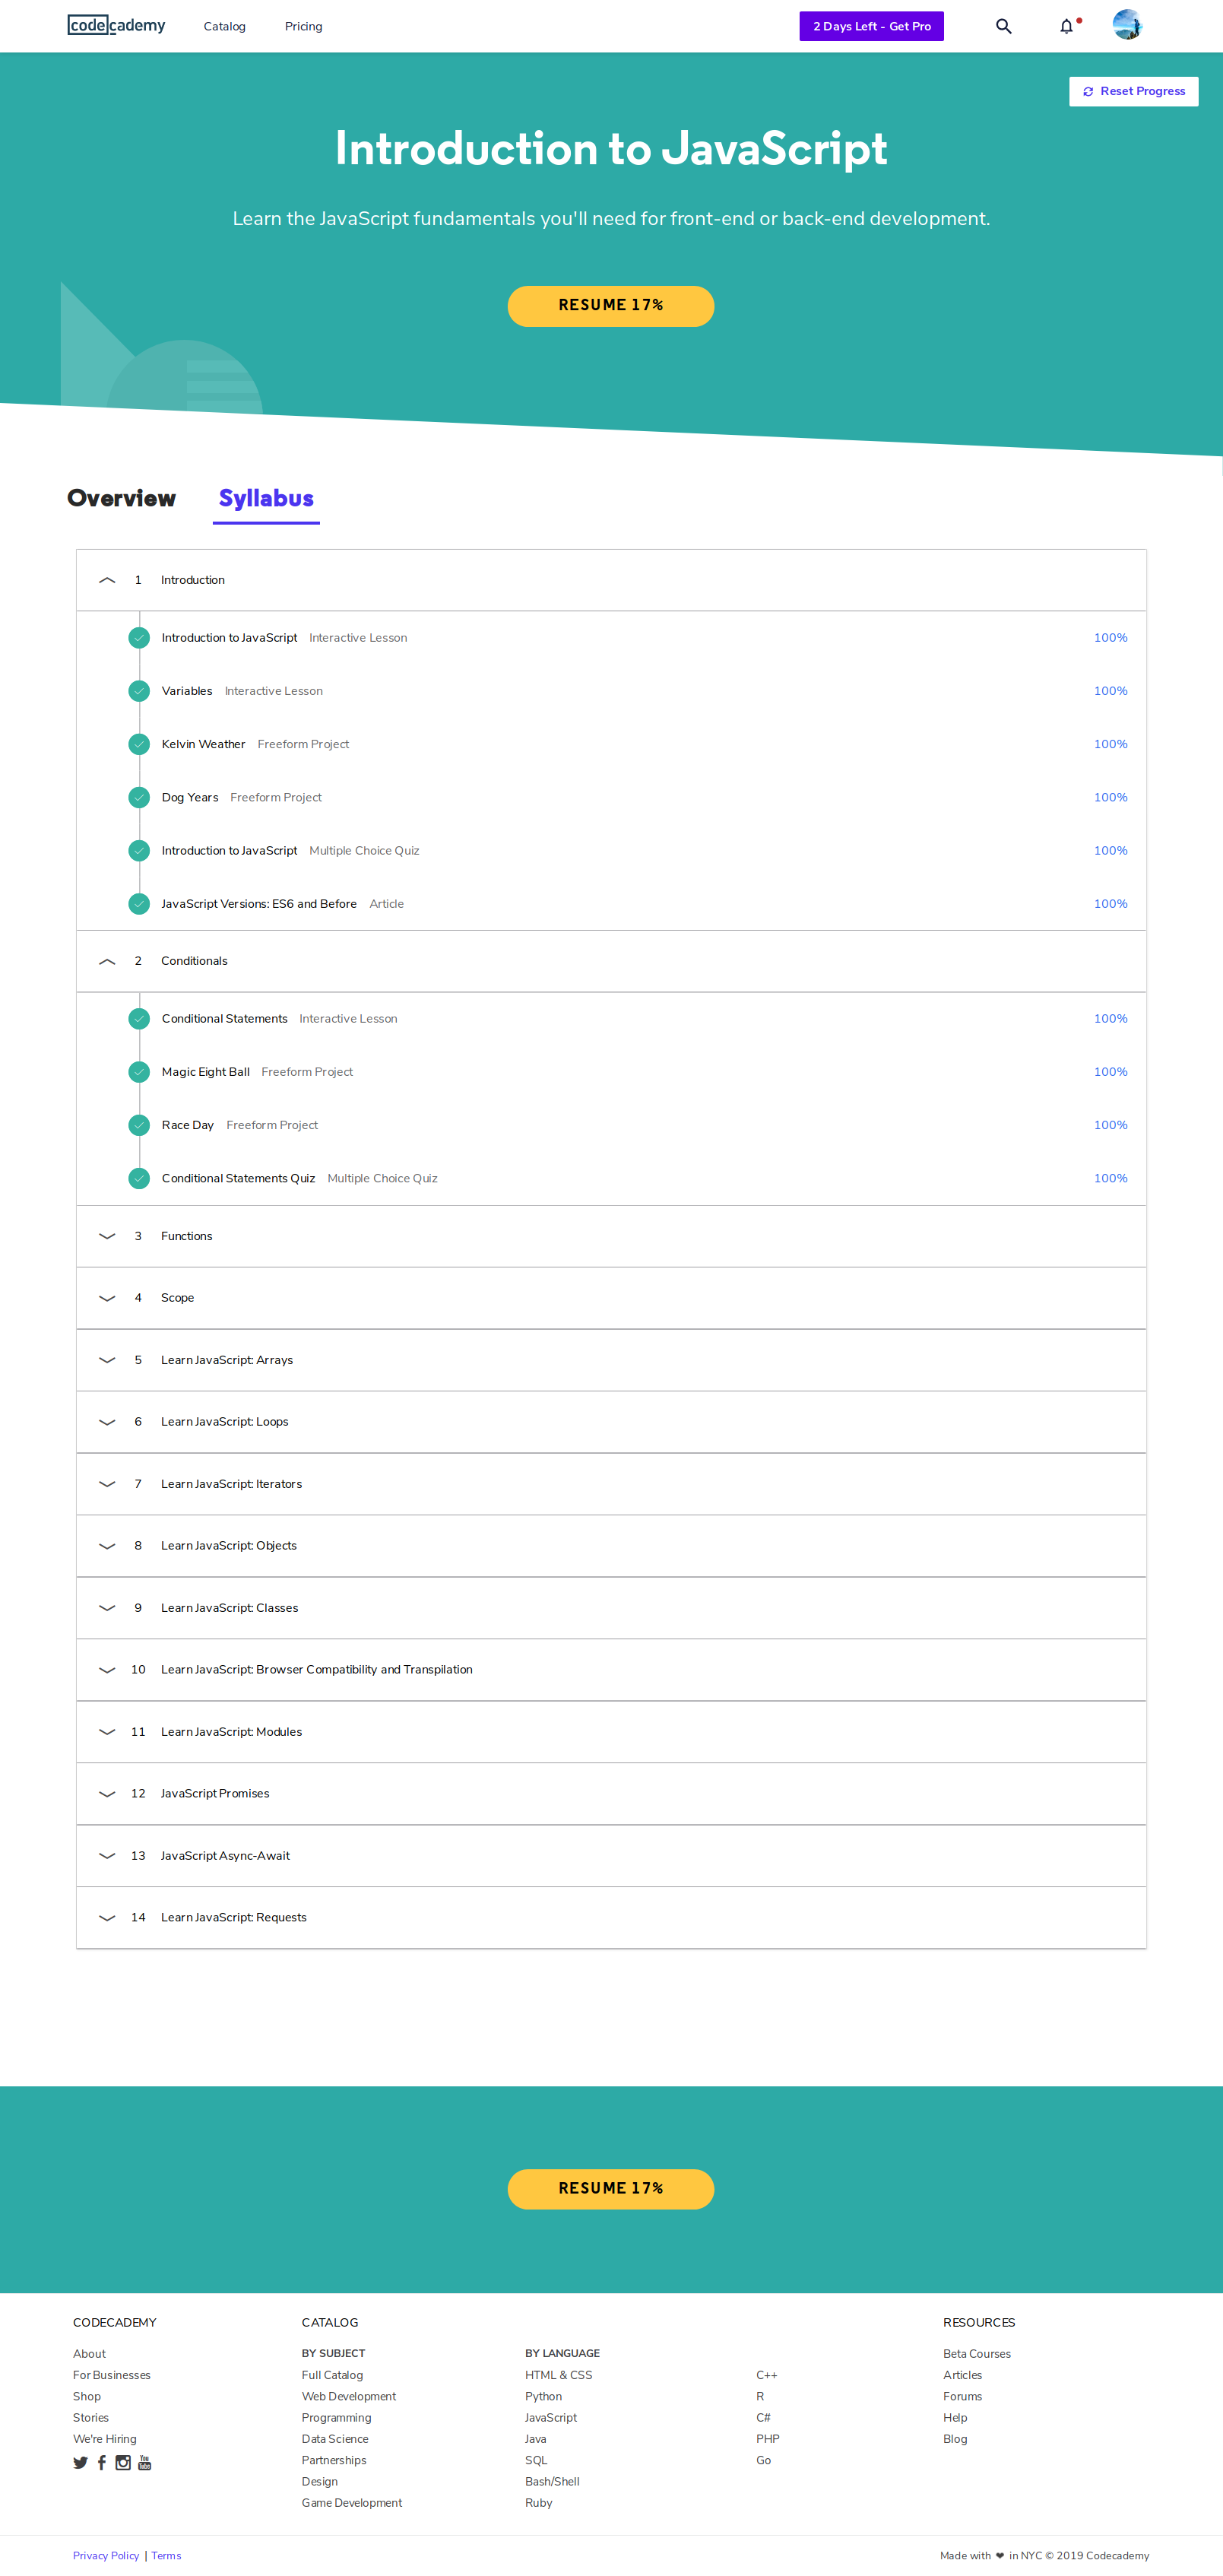 codecademy Catalog Pricing 2 Days Left - Get Pro
Reset Progress
Introduction to JavaScript
Learn the JavaScript fundamentals you'll need for front-end or back-end development.
RESUME 17%
Overview Syllabus
1 Introduction
Introduction to JavaScript Interactive Lesson 100%
Variables Interactive Lesson 100%
Kelvin Weather Freeform Project 100%
Dog Years Freeform Project 100%
Introduction to JavaScript Multiple Choice Quiz 100%
JavaScript Versions: ES6 and Before Article 100%
2 Conditionals
Conditional Statements Interactive Lesson 100%
Magic Eight Ball Freeform Project 100%
Race Day Freeform Project 100%
Conditional Statements Quiz Multiple Choice Quiz 100%
3 Functions
4 Scope
5 Learn JavaScript: Arrays
6 Learn JavaScript: Loops
7 Learn JavaScript: Iterators
8 Learn JavaScript: Objects
9 Learn JavaScript: Classes
10 Learn JavaScript: Browser Compatibility and Transpilation
11 Learn JavaScript: Modules
12 JavaScript Promises
13 JavaScript Async-Await
14 Learn JavaScript: Requests
RESUME 17%
CODECADEMY
About
For Businesses
Shop
Stories
We're Hiring
You Tube
CATALOG
BY SUBJECT
Full Catalog
Web Development
Programming
Data Science
Partnerships
Design
Game Development
BY LANGUAGE
HTML & CSS
Python
JavaScript
Java
SQL
Bash/Shell
Ruby
C++
R
C#
PHP
Go
RESOURCES
Beta Courses
Articles
Forums
Help
Blog
Privacy Policy | Terms
Made with ❤ in NYC © 2019 Codecademy